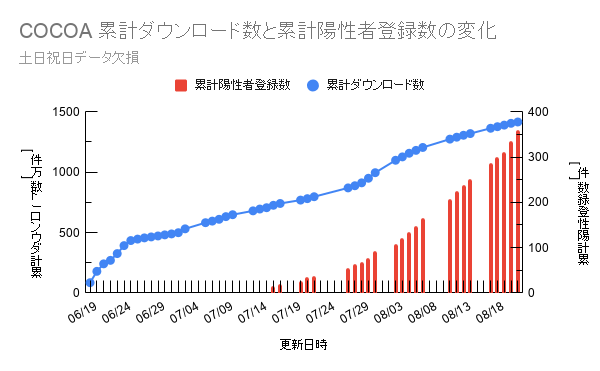 COCOA 累計ダウンロード数と累計陽性者登録数の変化
土日祝日データ欠損
累計陽性者登録数 累計ダウンロード数
累計ダウンロード数[万件]
1500
1000
500
0
累計陽性登録数[件]
400
300
200
100
0
06/19 06/24 06/29 07/04 07/09 07/14 07/19 07/24 07/29 08/03 08/08 08/13 08/18
更新日時